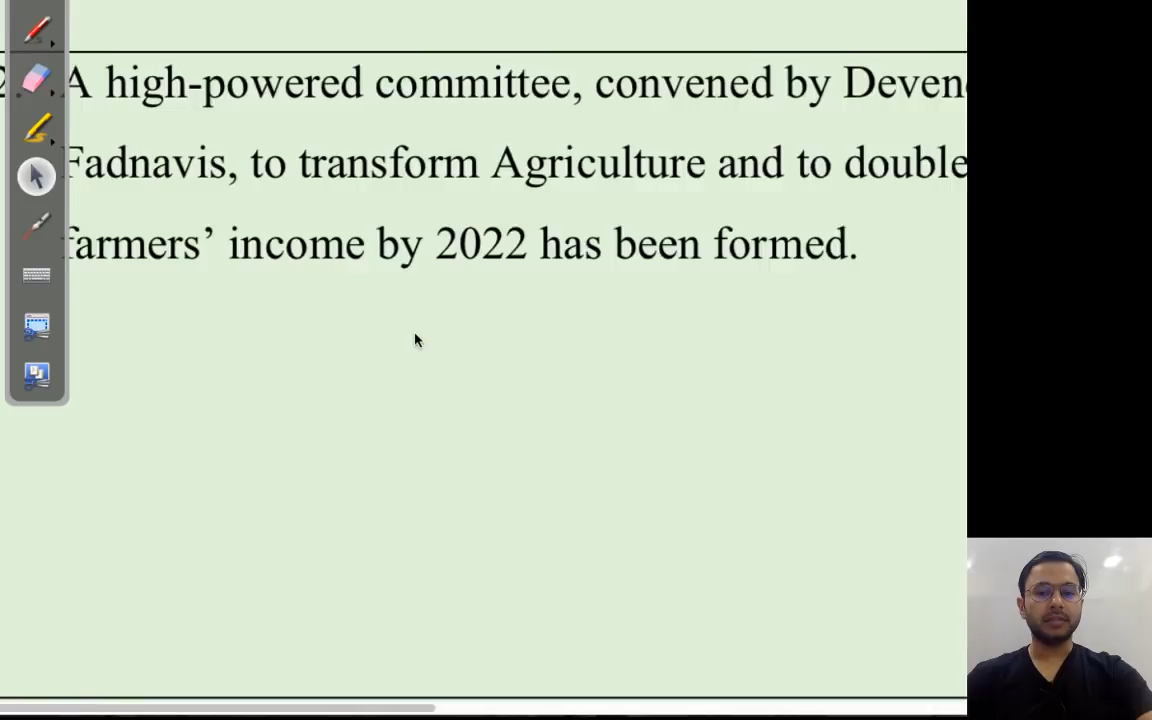 2. A high-powered committee, convened by Deven
Fadnavis, to transform Agriculture and to double
farmers’ income by 2022 has been formed.